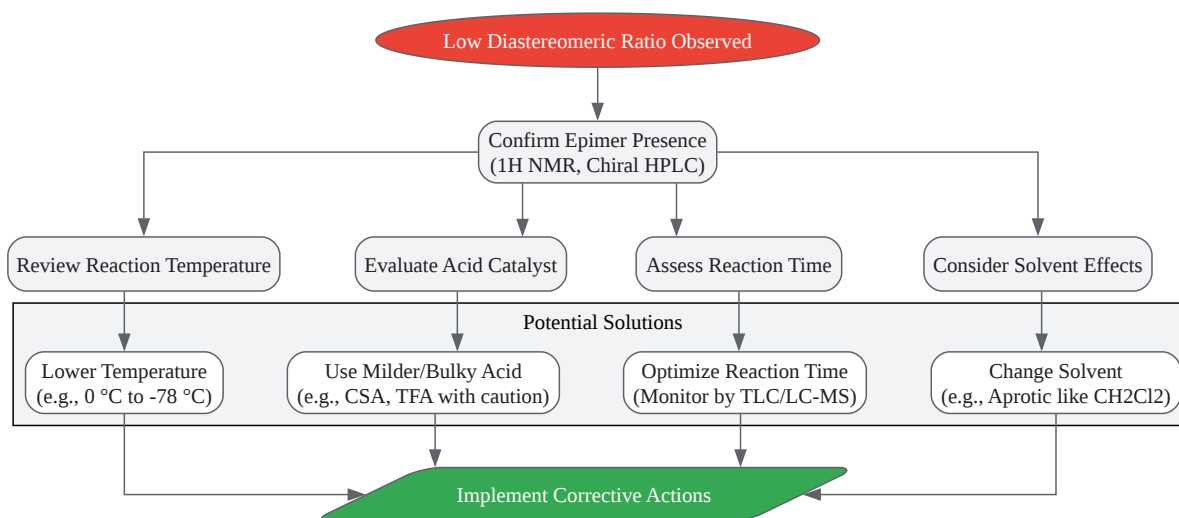 Low Diastereomeric Ratio Observed
Confirm Epimer Presence
(1H NMR, Chiral HPLC)
Review Reaction Temperature
Evaluate Acid Catalyst
Assess Reaction Time
Consider Solvent Effects
Potential Solutions
Lower Temperature
(e.g., 0 °C to -78 °C)
Use Milder/Bulky Acid
(e.g., CSA, TFA with caution)
Optimize Reaction Time
(Monitor by TLC/LC-MS)
Change Solvent
(e.g., Aprotic like CH2Cl2)
Implement Corrective Actions